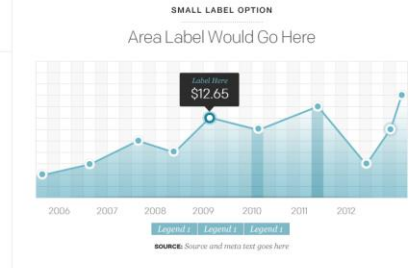 SMALL LABEL OPTION
Area Label Would Go Here
Label Here
$12.65
2006 2007 2008 2009 2010 2011 2012
Legend 1 Legend 1 Legend 1
SOURCE: Source and meta text goes here